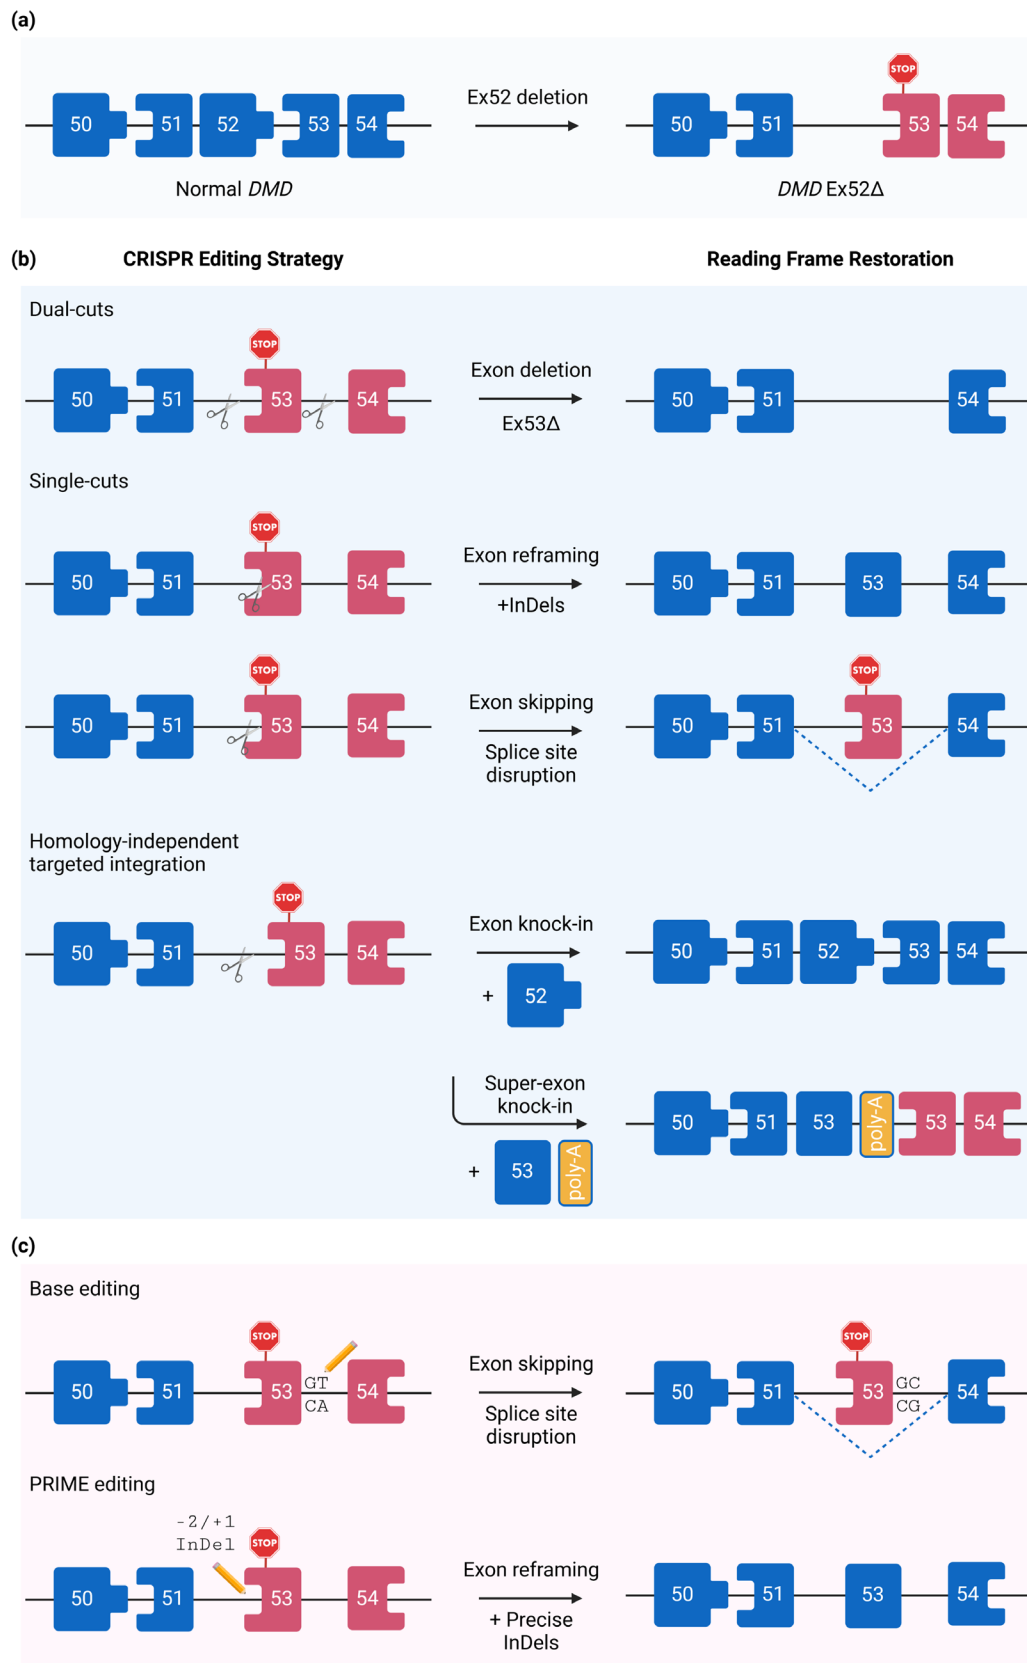 (a)
STOP
50 51 52 53 54
Ex52 deletion
50 51 53 54
Normal DMD
DMD Ex52Δ
(b)
CRISPR Editing Strategy
Reading Frame Restoration
Dual-cuts
STOP
50 51 53 54
Exon deletion
Ex53Δ
50 51 54
Single-cuts
STOP
50 51 53 54
Exon reframing
+InDels
50 51 53 54
STOP
50 51 53 54
Exon skipping
Splice site
disruption
STOP
50 51 53 54
Homology-independent
targeted integration
STOP
50 51 53 54
Exon knock-in
+ 52
50 51 52 53 54
Super-exon
knock-in
+ 53 poly-A
50 51 53 poly-A 53 54
(c)
Base editing
STOP
50 51 53 GT 54
CA
Exon skipping
Splice site
disruption
STOP
50 51 53 GC 54
CG
PRIME editing
-2/+1
InDel
STOP
50 51 53 54
Exon reframing
+ Precise
InDels
50 51 53 54